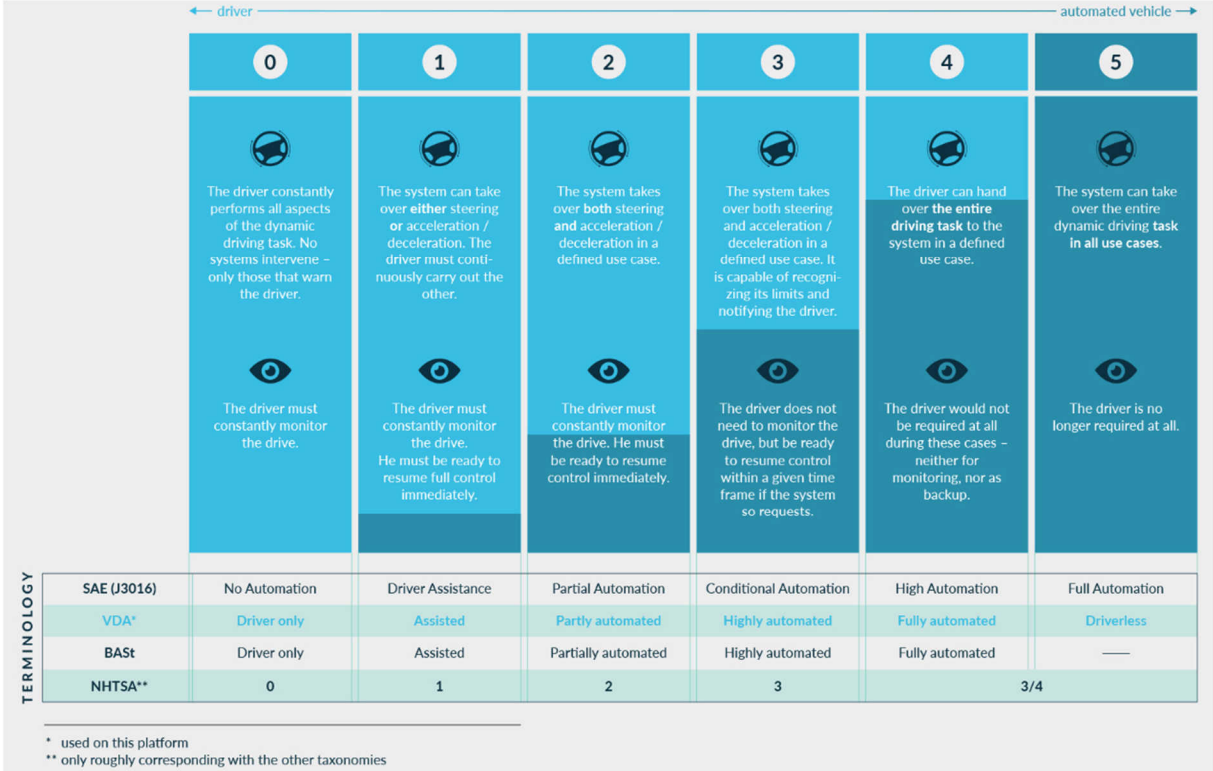 ← driver
automated vehicle →
0
1
2
3
4
5
The driver constantly
performs all aspects
of the dynamic
driving task. No
systems intervene –
only those that warn
the driver.
The system can take
over either steering
or acceleration /
deceleration. The
driver must conti-
nuously carry out the
other.
The system takes
over both steering
and acceleration /
deceleration in a
defined use case.
The system takes
over both steering
and acceleration /
deceleration in a
defined use case. It
is capable of recogni-
zing its limits and
notifying the driver.
The driver can hand
over the entire
driving task to the
system in a defined
use case.
The system can take
over the entire
dynamic driving task
in all use cases.
The driver must
constantly monitor
the drive.
The driver must
constantly monitor
the drive.
He must be ready to
resume full control
immediately.
The driver must
constantly monitor
the drive. He must
be ready to resume
control immediately.
The driver does not
need to monitor the
drive, but be ready
to resume control
within a given time
frame if the system
so requests.
The driver would not
be required at all
during these cases –
neither for
monitoring, nor as
backup.
The driver is no
longer required at all.
TERMINOLOGY
SAE (J3016) No Automation Driver Assistance Partial Automation Conditional Automation High Automation Full Automation
VDA* Driver only Assisted Partly automated Highly automated Fully automated Driverless
BASt Driver only Assisted Partially automated Highly automated Fully automated —
NHTSA** 0 1 2 3 3/4
* used on this platform
** only roughly corresponding with the other taxonomies